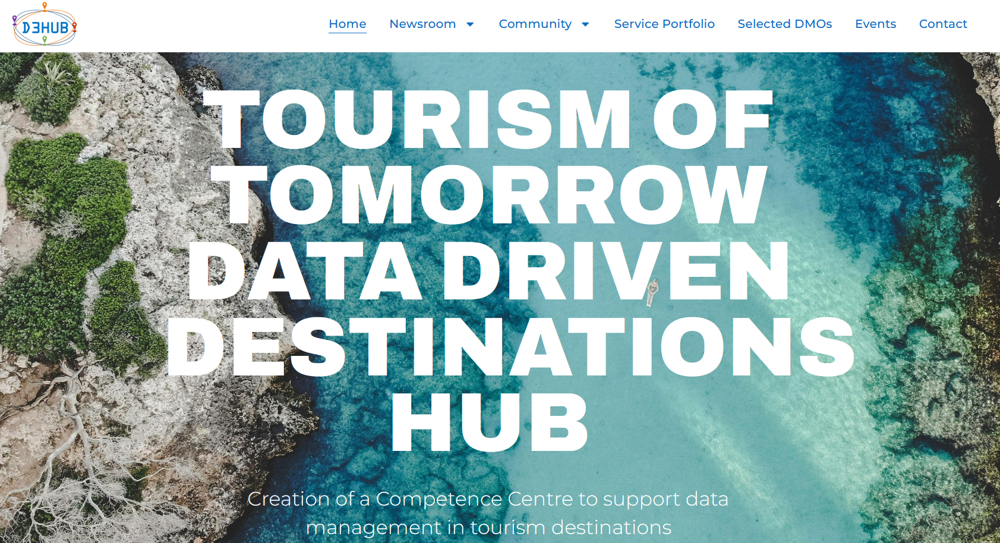 D3HUB
Home Newsroom Community Service Portfolio Selected DMOs Events Contact
TOURISM OF
TOMORROW
DATA DRIVEN
DESTINATIONS
HUB
Creation of a Competence Centre to support data
management in tourism destinations